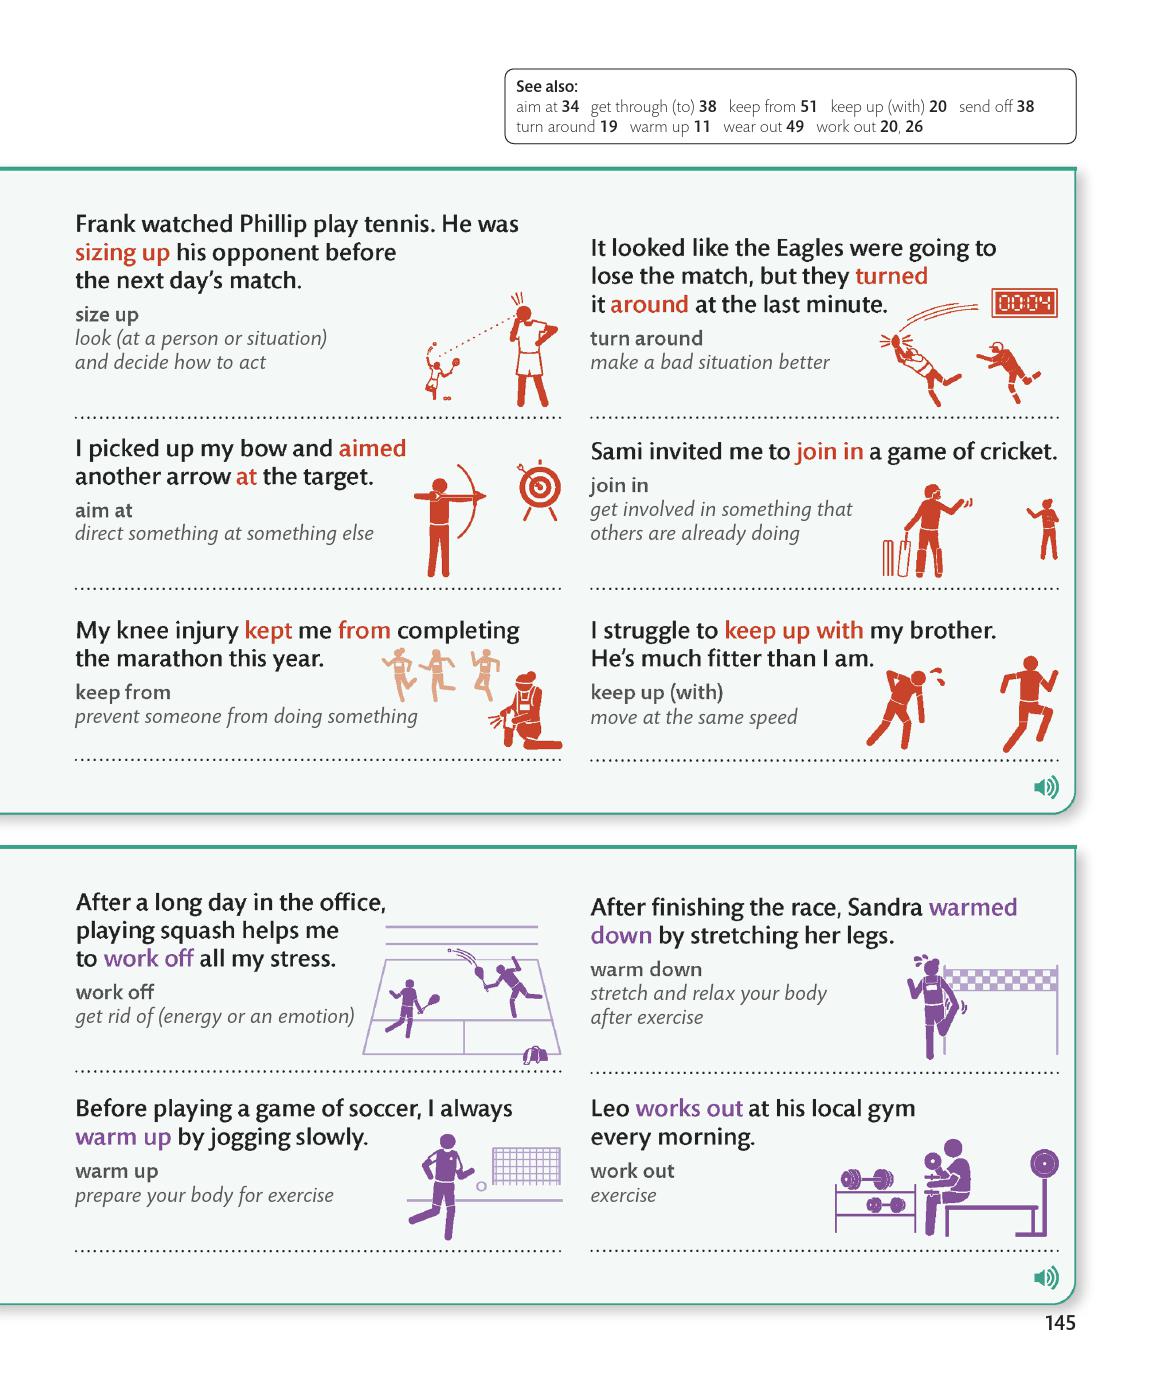 See also:
aim at 34 get through (to) 38 keep from 51 keep up (with) 20 send off 38
turn around 19 warm up 11 wear out 49 work out 20, 26
Frank watched Phillip play tennis. He was
sizing up his opponent before
the next day's match.
size up
look (at a person or situation)
and decide how to act
It looked like the Eagles were going to
lose the match, but they turned
it around at the last minute.
00:04
turn around
make a bad situation better
I picked up my bow and aimed
another arrow at the target.
aim at
direct something at something else
Sami invited me to join in a game of cricket.
join in
get involved in something that
others are already doing
My knee injury kept me from completing
the marathon this year.
keep from
prevent someone from doing something
I struggle to keep up with my brother.
He's much fitter than I am.
keep up (with)
move at the same speed
After a long day in the office,
playing squash helps me
to work off all my stress.
work off
get rid of (energy or an emotion)
After finishing the race, Sandra warmed
down by stretching her legs.
warm down
stretch and relax your body
after exercise
Before playing a game of soccer, I always
warm up by jogging slowly.
warm up
prepare your body for exercise
Leo works out at his local gym
every morning.
work out
exercise
145